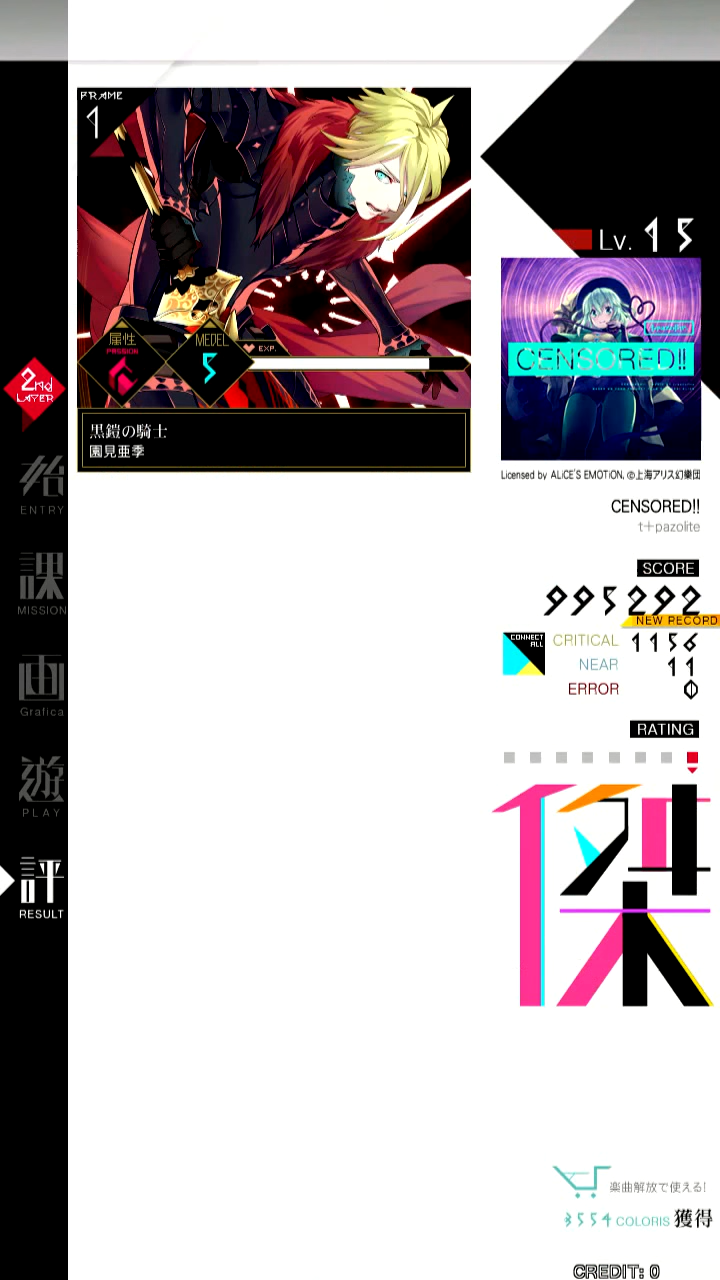 FRAME
1
属性
PASSION
MEDEL
5
EXP.
黒鎧の騎士
園見亜季
2nd
LAYER
始
ENTRY
課
MISSION
画
Grafica
遊
PLAY
評
RESULT
Lv. 15
CENSORED!!
Licensed by ALiCE'S EMOTiON, ©上海アリス幻樂団
CENSORED!!
t+pazolite
SCORE
995292
NEW RECORD
CONNECT
ALL
CRITICAL 1156
NEAR 11
ERROR 0
RATING
傑
楽曲解放で使える!
3554 COLORIS 獲得
CREDIT: 0